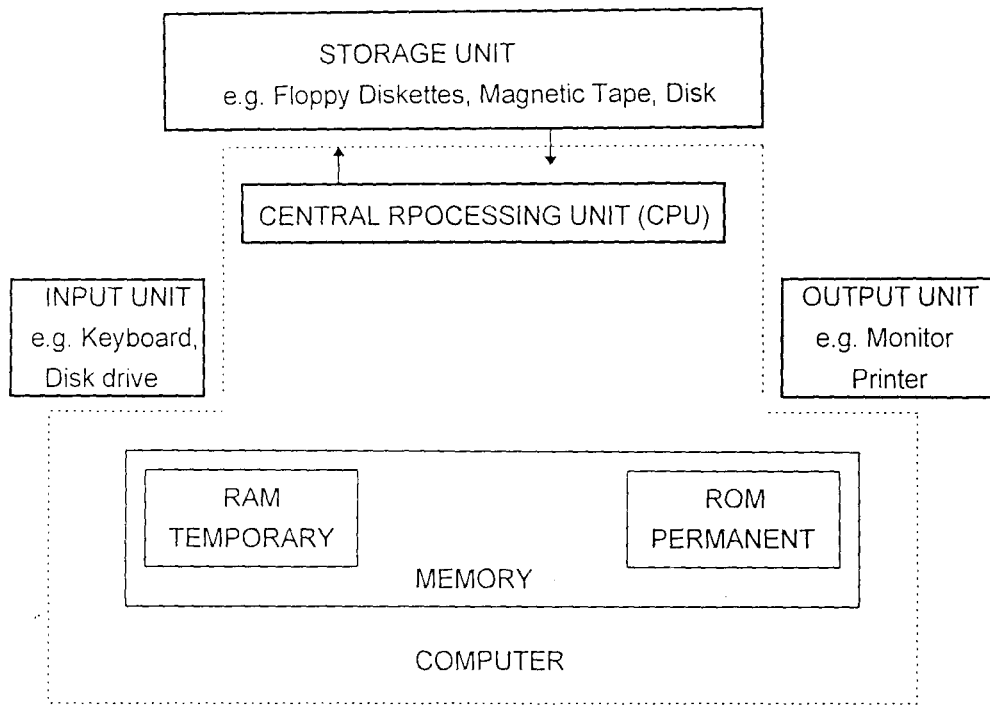 STORAGE UNIT
e.g. Floppy Diskettes, Magnetic Tape, Disk
CENTRAL RPOCESSING UNIT (CPU)
INPUT UNIT
e.g. Keyboard,
Disk drive
OUTPUT UNIT
e.g. Monitor
Printer
RAM
TEMPORARY
ROM
PERMANENT
MEMORY
COMPUTER